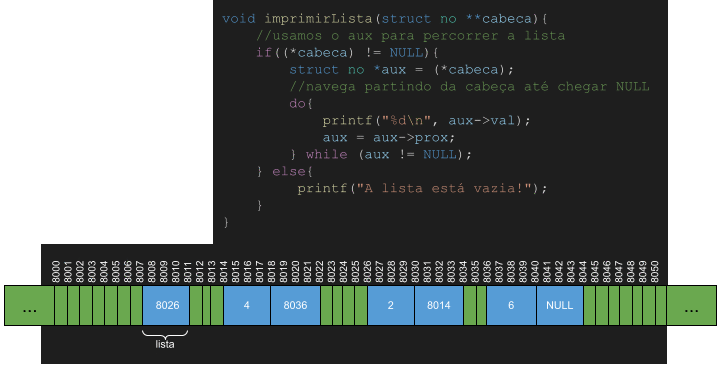 void imprimirLista(struct no **cabeca){
//usamos o aux para percorrer a lista
if((*cabeca) != NULL){
struct no *aux = (*cabeca);
//navega partindo da cabeça até chegar NULL
do{
printf("%d\n", aux->val);
aux = aux->prox;
} while (aux != NULL);
} else{
printf("A lista está vazia!");
}
}
8000 8001 8002 8003 8004 8005 8006 8007 8008 8009 8010 8011 8012 8013 8014 8015 8016 8017 8018 8019 8020 8021 8022 8023 8024 8025 8026 8027 8028 8029 8030 8031 8032 8033 8034 8035 8036 8037 8038 8039 8040 8041 8042 8043 8044 8045 8046 8047 8048 8049 8050
... 8026 4 8036 2 8014 6 NULL ...
lista